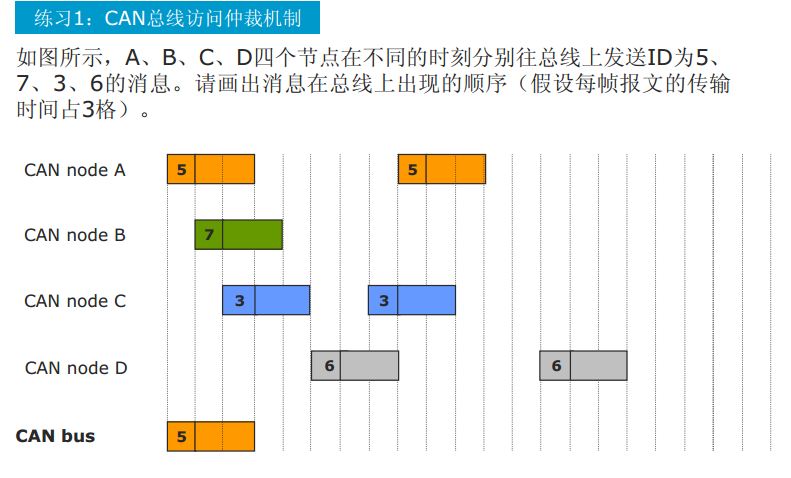 练习1：CAN总线访问仲裁机制
如图所示，A、B、C、D四个节点在不同的时刻分别往总线上发送ID为5、
7、3、6的消息。请画出消息在总线上出现的顺序（假设每帧报文的传输
时间占3格）。
CAN node A 5 5
CAN node B 7
CAN node C 3 3
CAN node D 6 6
CAN bus 5